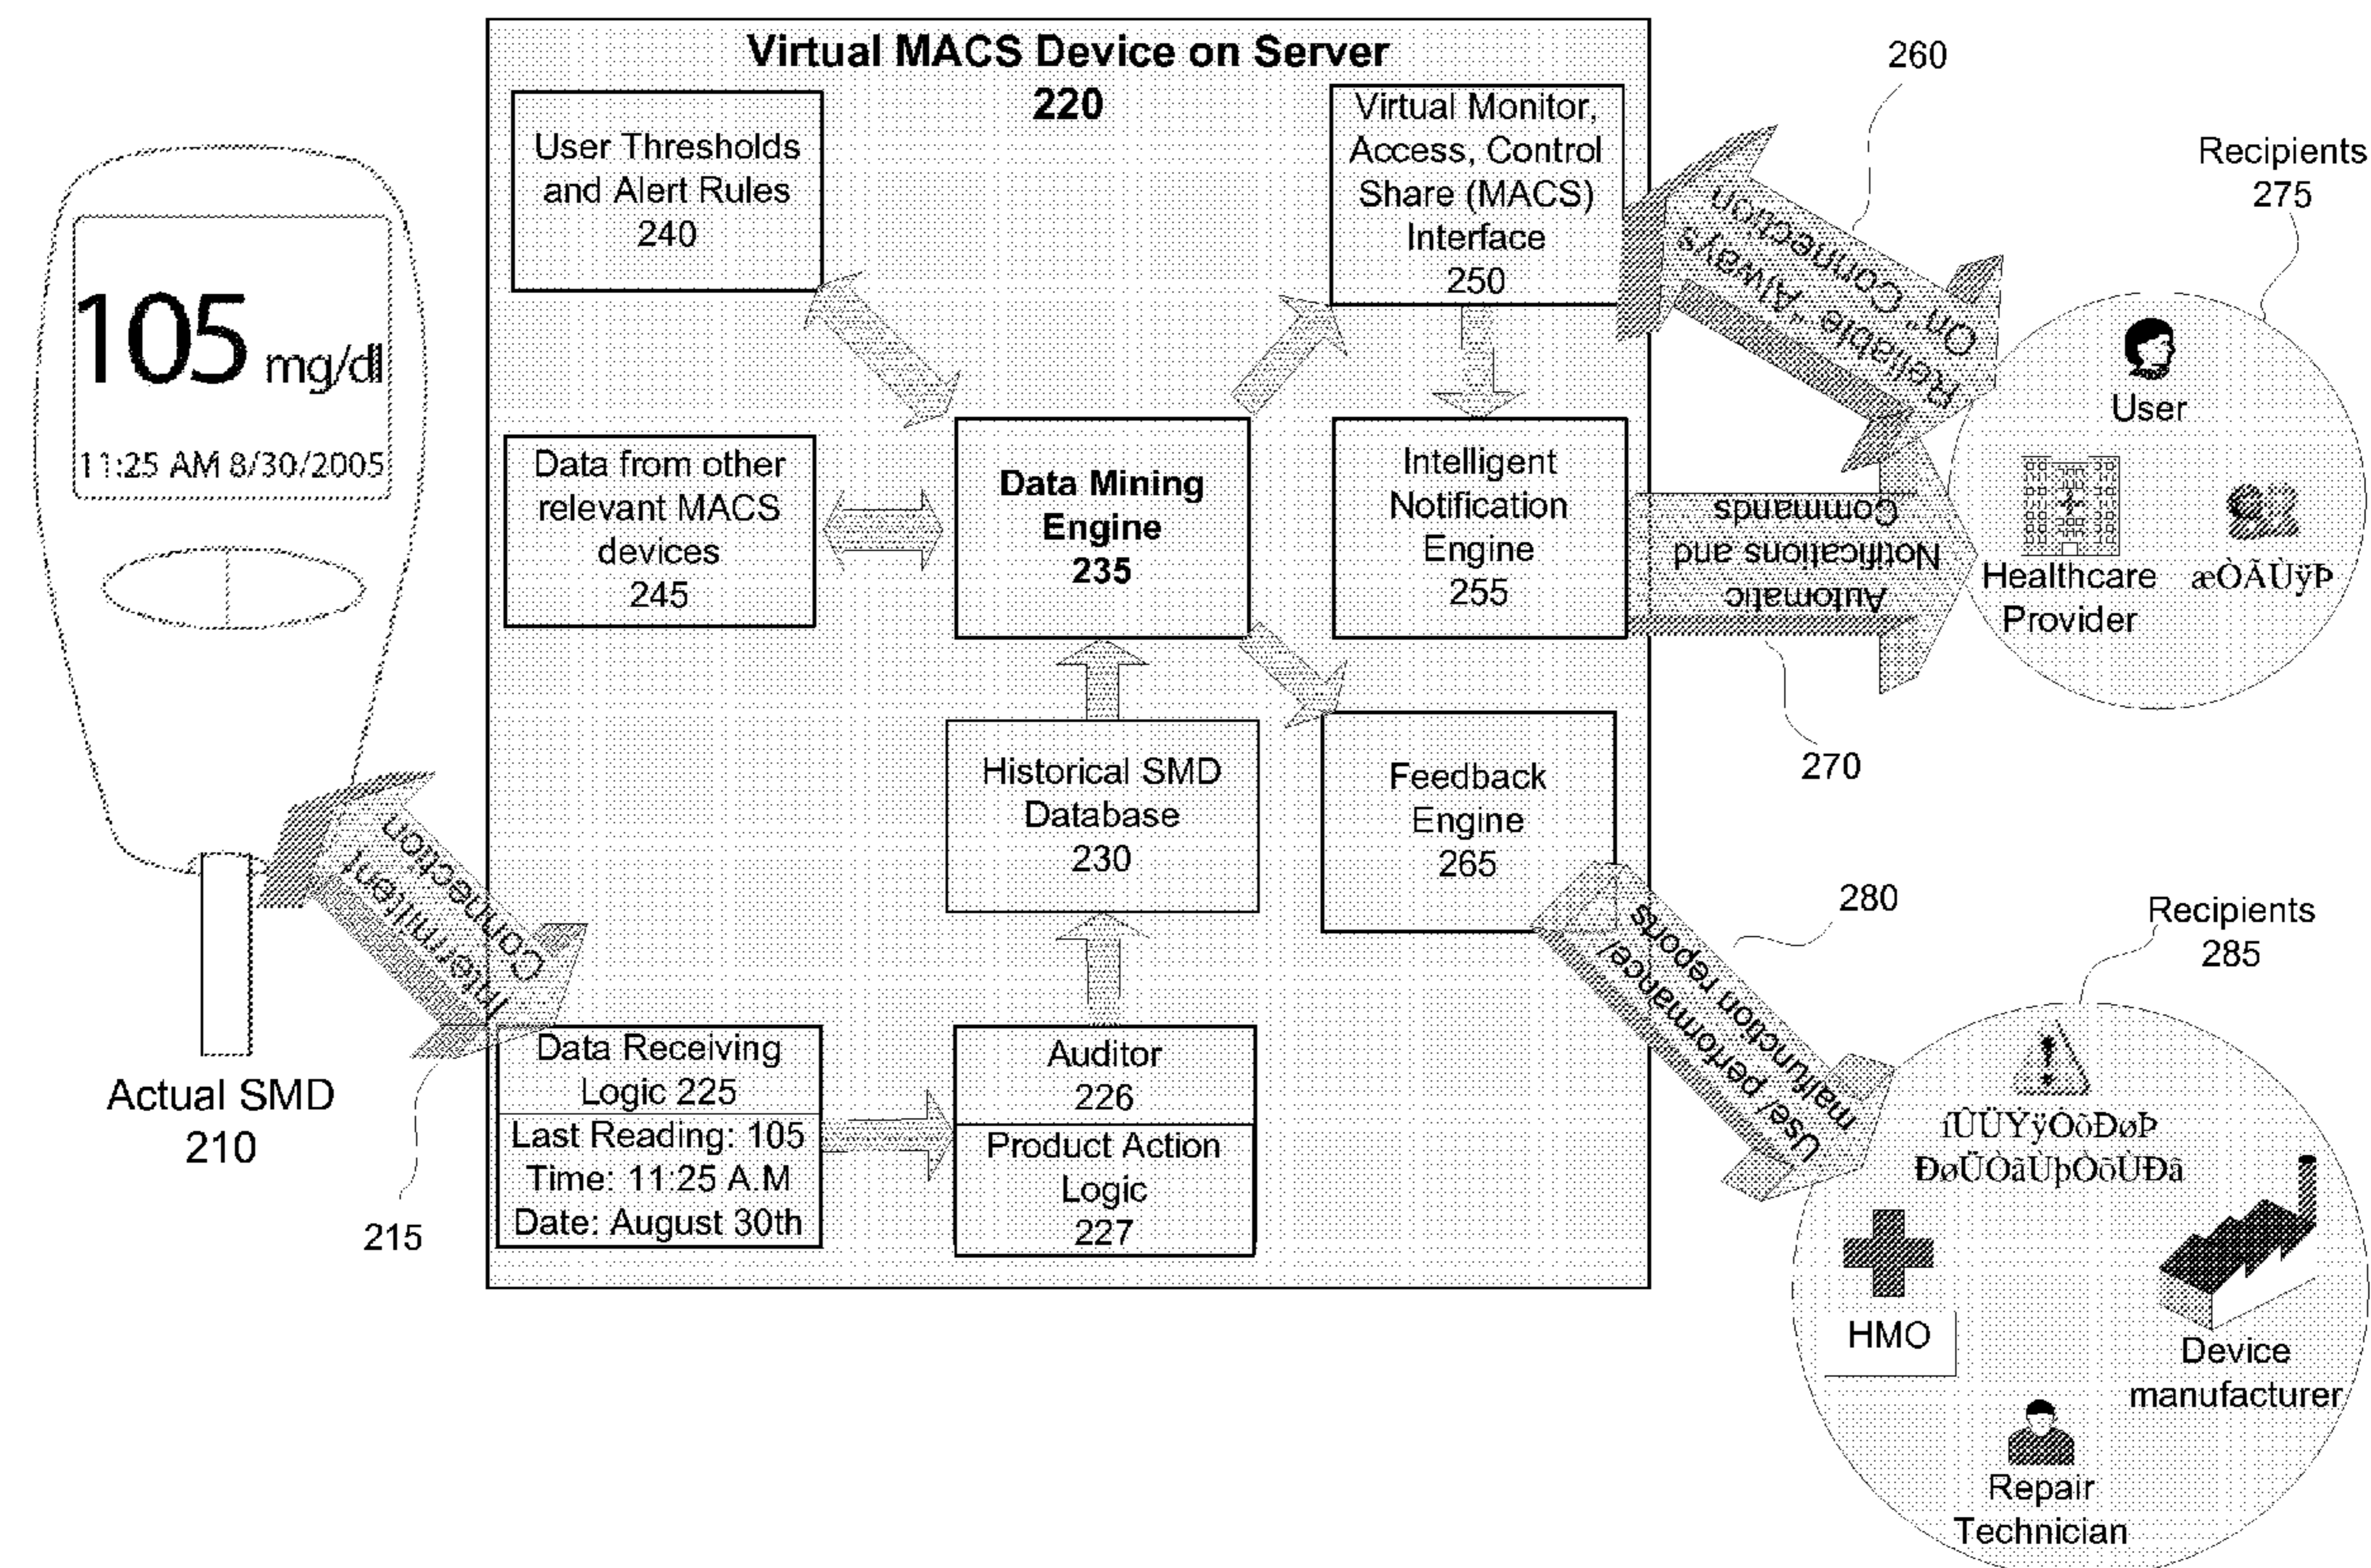 Virtual MACS Device on Server
220
105 mg/dl
11:25 AM 8/30/2005
Actual SMD
210
Intermittent
Connection
215
User Thresholds
and Alert Rules
240
Data from other
relevant MACS
devices
245
Data Receiving
Logic 225
Last Reading: 105
Time: 11:25 A.M
Date: August 30th
Auditor
226
Product Action
Logic
227
Historical SMD
Database
230
Data Mining
Engine
235
Virtual Monitor,
Access, Control
Share (MACS)
Interface
250
Intelligent
Notification
Engine
255
Feedback
Engine
265
Reliable "Always
On" Connection
260
Automatic
Notifications and
Commands
270
Recipients
275
User
Healthcare
Provider
æÒÃÙÿÞ
Use/ performance/
malfunction reports
280
Recipients
285
HMO
Device
manufacturer
Repair
Technician